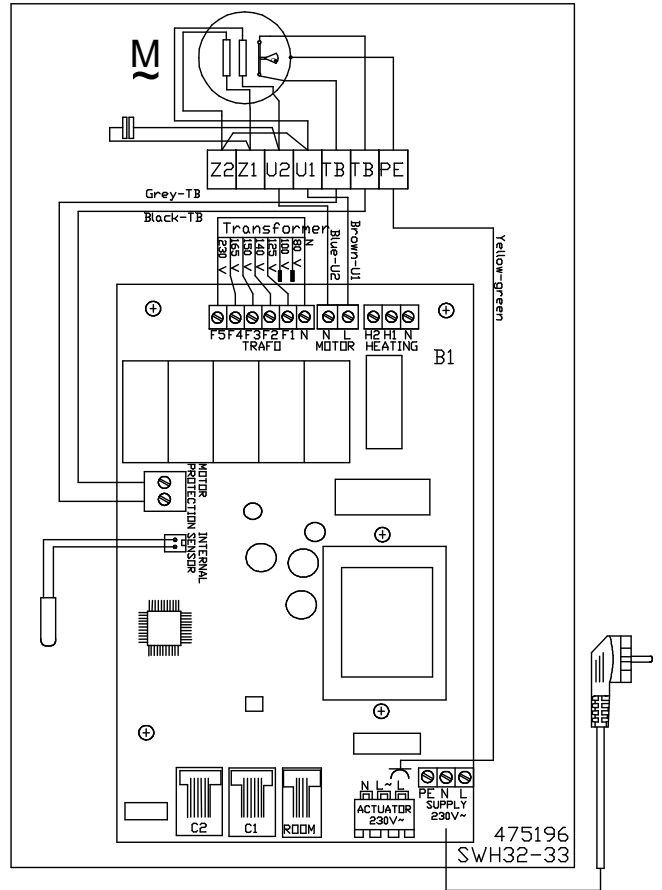 M
~
Z2 Z1 U2 U1 TB TB PE
Grey-TB
Black-TB
Transformer
230 V
165 V
150 V
140 V
125 V
100 V
80 V
N
Blue-U2
Brown-U1
Yellow-green
F5 F4 F3 F2 F1 N
TRAFO
N L
MOTOR
H2 H1 N
HEATING
B1
MOTOR
PROTECTION
INTERNAL
SENSOR
C2
C1
ROOM
N L~ L
ACTUATOR
230V~
PE N L
SUPPLY
230V~
475196
SWH32-33